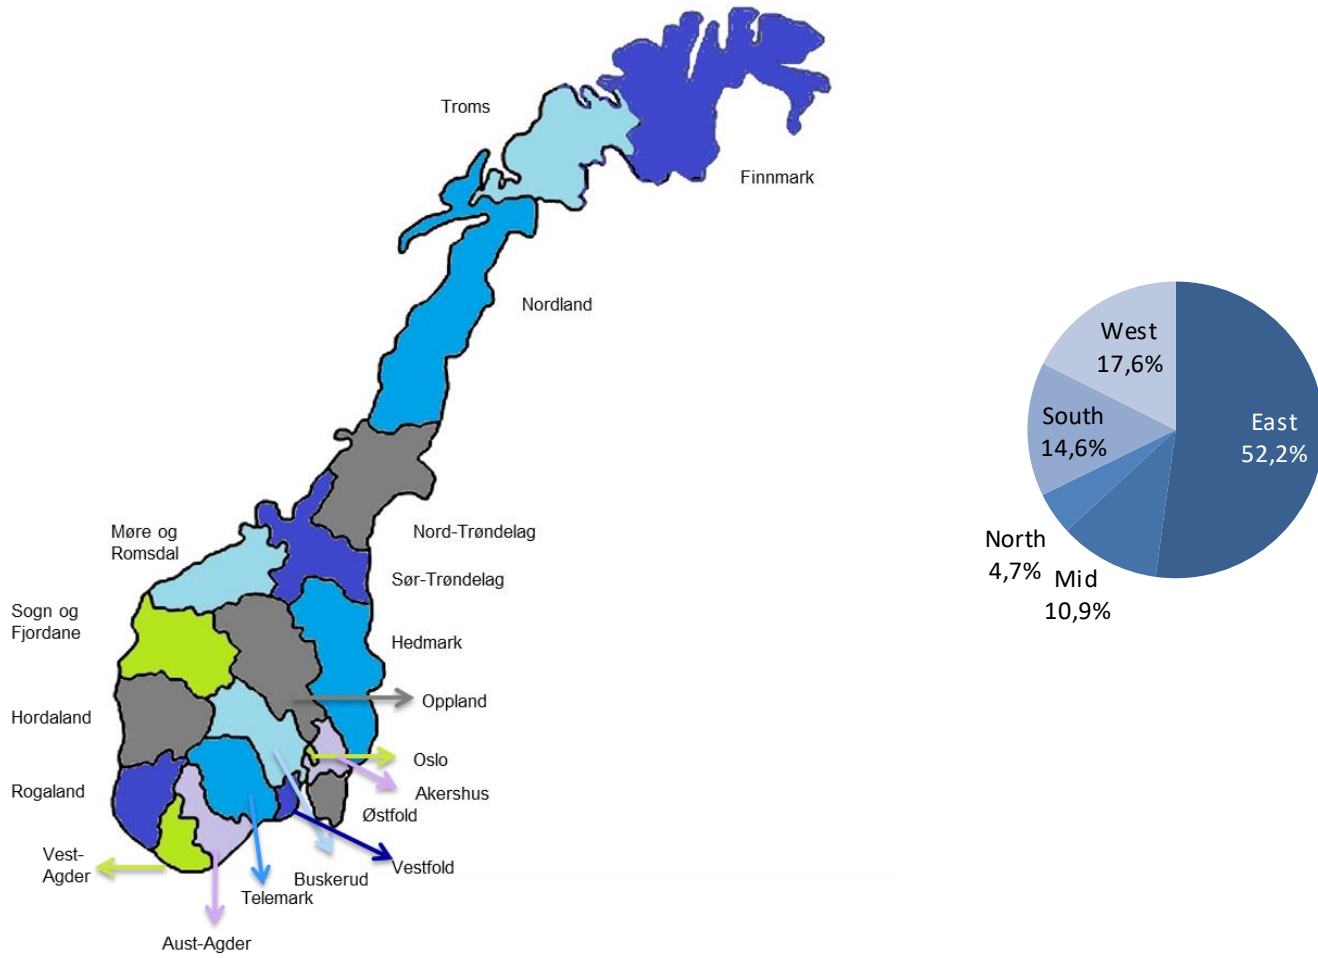 Troms
Finnmark
Nordland
Nord-Trøndelag
Møre og
Romsdal
Sør-Trøndelag
Sogn og
Fjordane
Hedmark
Oppland
Hordaland
Oslo
Akershus
Rogaland
Østfold
Vest-
Agder
Vestfold
Buskerud
Telemark
Aust-Agder
West
17,6%
East
52,2%
South
14,6%
North
4,7%
Mid
10,9%